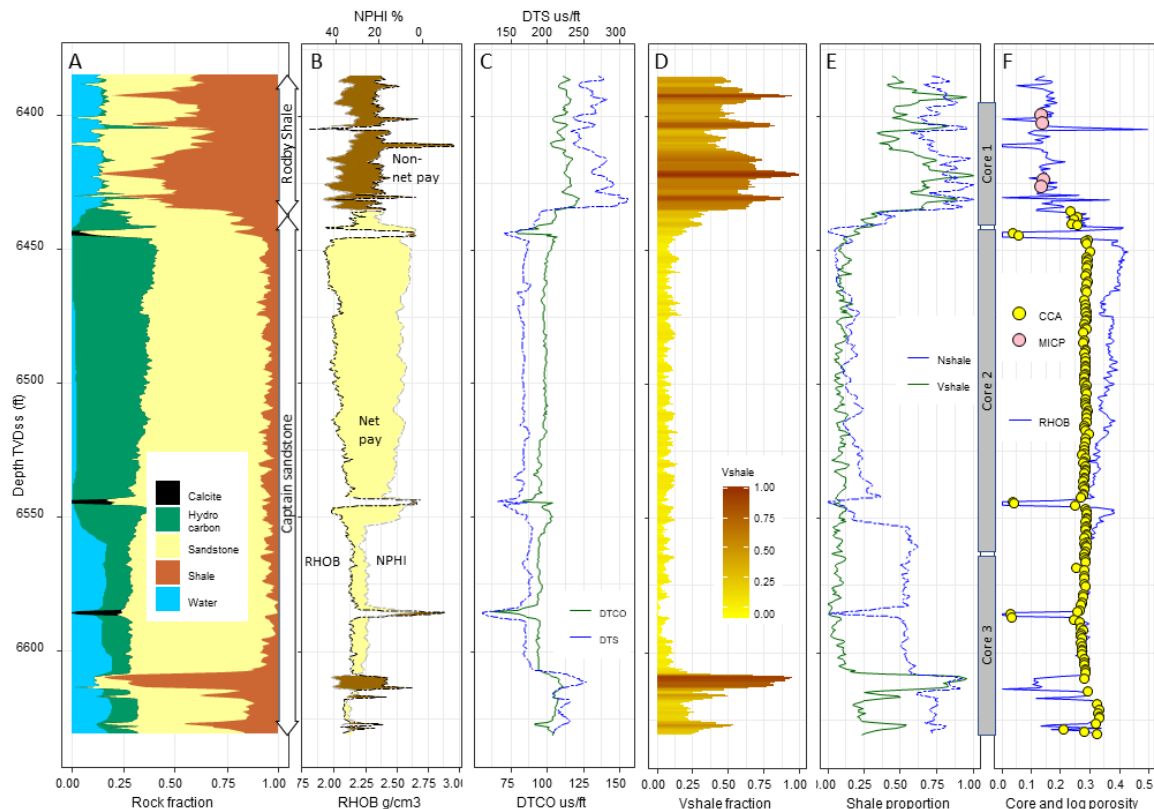 NPHI %
DTS us/ft
40 20 0
150 200 250 300
A
B
C
D
E
F
Depth TVDss (ft)
6400
6450
6500
6550
6600
Rodby Shale
Captain sandstone
Non-
net pay
Net
pay
RHOB
NPHI
Calcite
Hydro
carbon
Sandstone
Shale
Water
DTCO
DTS
Vshale
1.00
0.75
0.50
0.25
0.00
Nshale
Vshale
Core 1
Core 2
Core 3
CCA
MICP
RHOB
0.00 0.25 0.50 0.75 1.00
75 2.00 2.25 2.50 2.75 3.0
75 100 125 150
0.00 0.25 0.50 0.75 1.00
0.00 0.25 0.50 0.75 1.00
0.0 0.1 0.2 0.3 0.4 0.5
Rock fraction
RHOB g/cm3
DTCO us/ft
Vshale fraction
Shale proportion
Core and log porosity